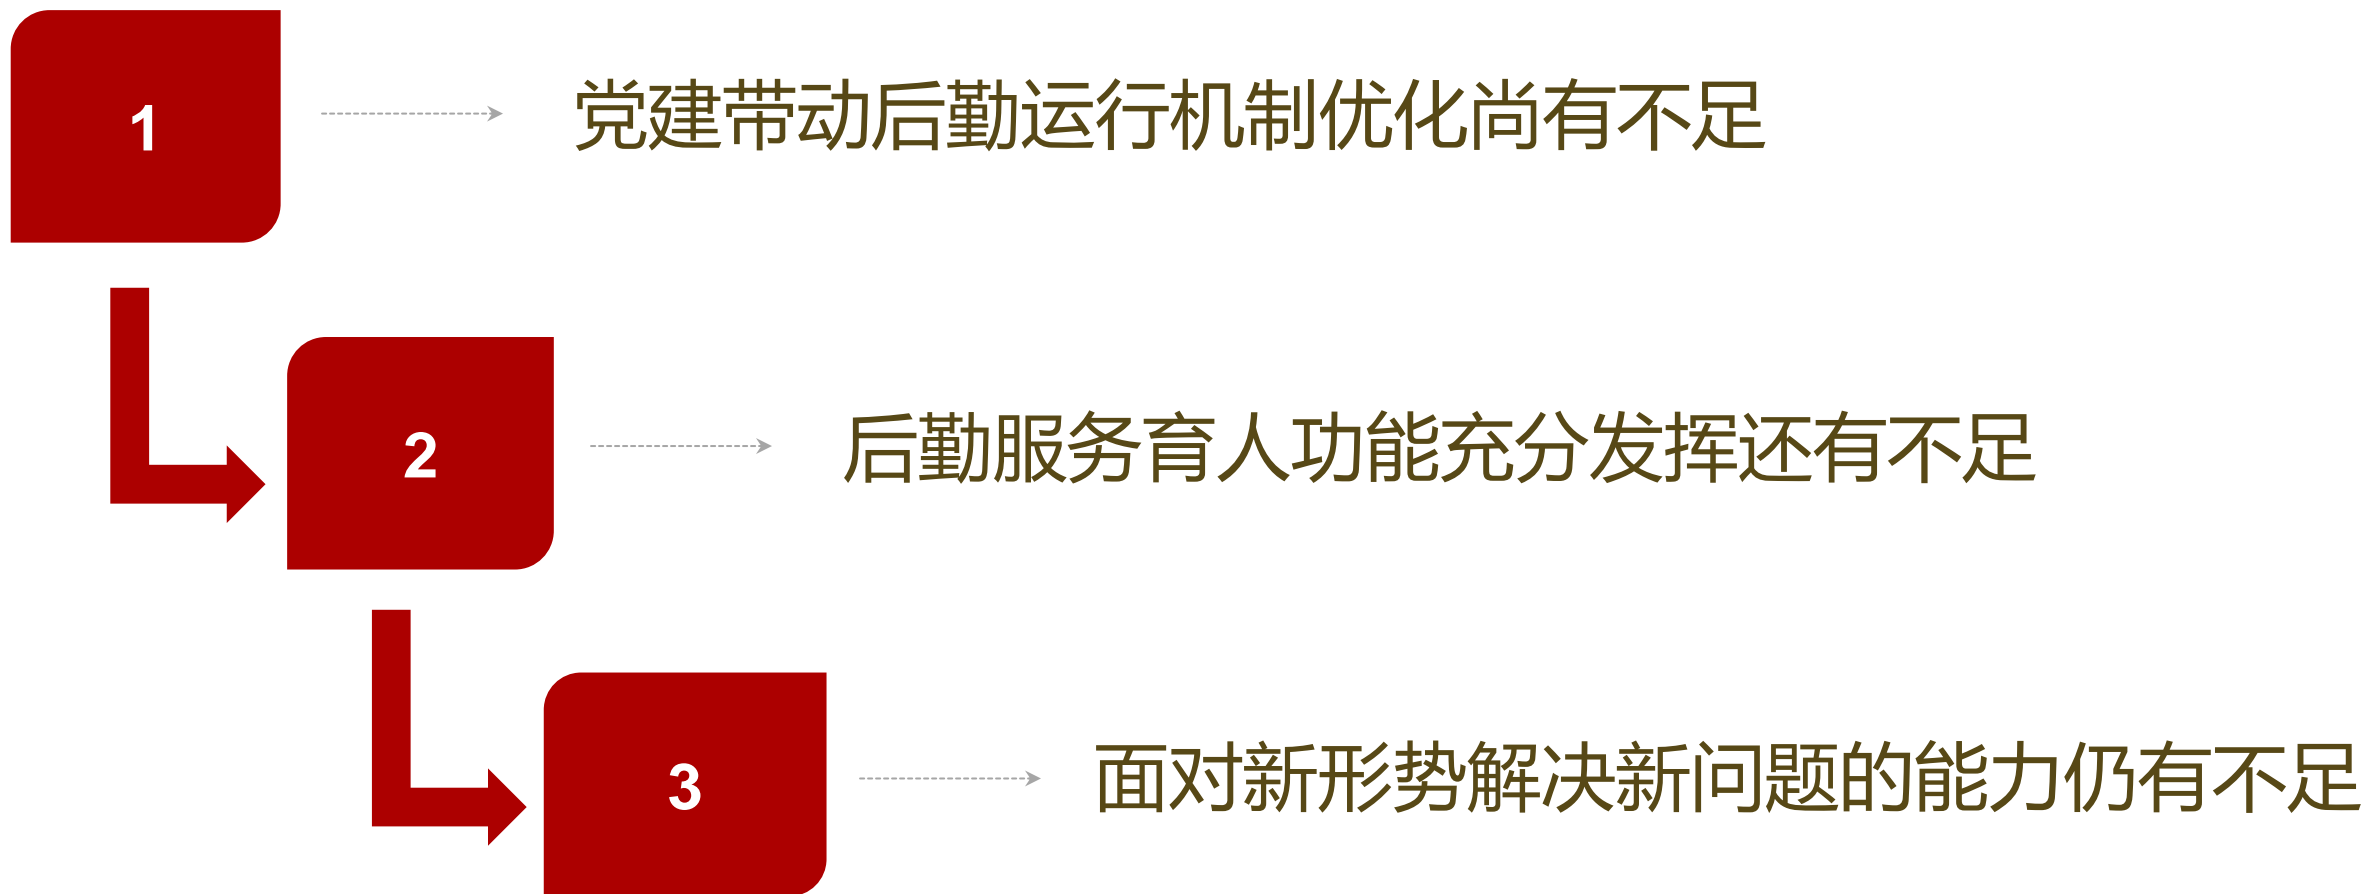 1 党建带动后勤运行机制优化尚有不足
2 后勤服务育人功能充分发挥还有不足
3 面对新形势解决新问题的能力仍有不足